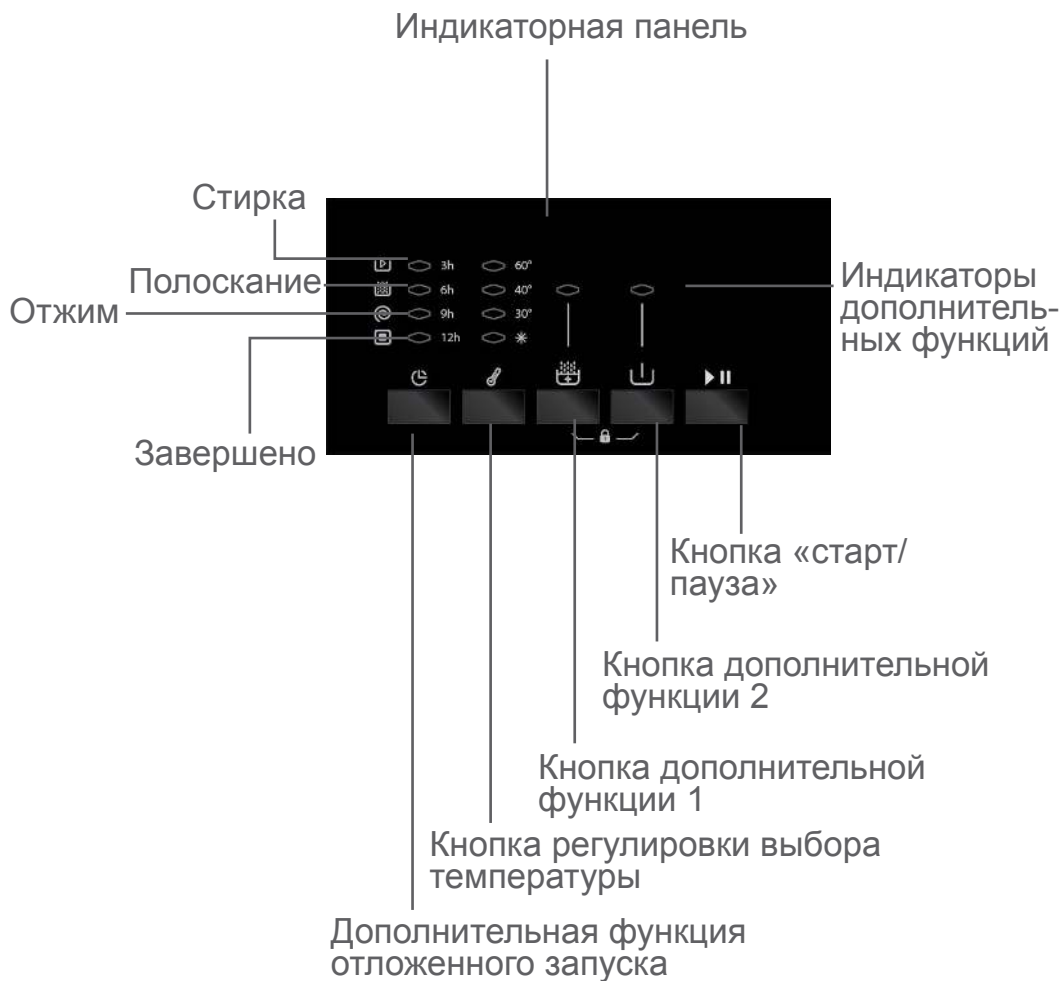 Индикаторная панель
Стирка
Полоскание
Отжим
Завершено
3h 60°
6h 40°
9h 30°
12h
Индикаторы
дополнитель-
ных функций
Кнопка «старт/
пауза»
Кнопка дополнительной
функции 2
Кнопка дополнительной
функции 1
Кнопка регулировки выбора
температуры
Дополнительная функция
отложенного запуска